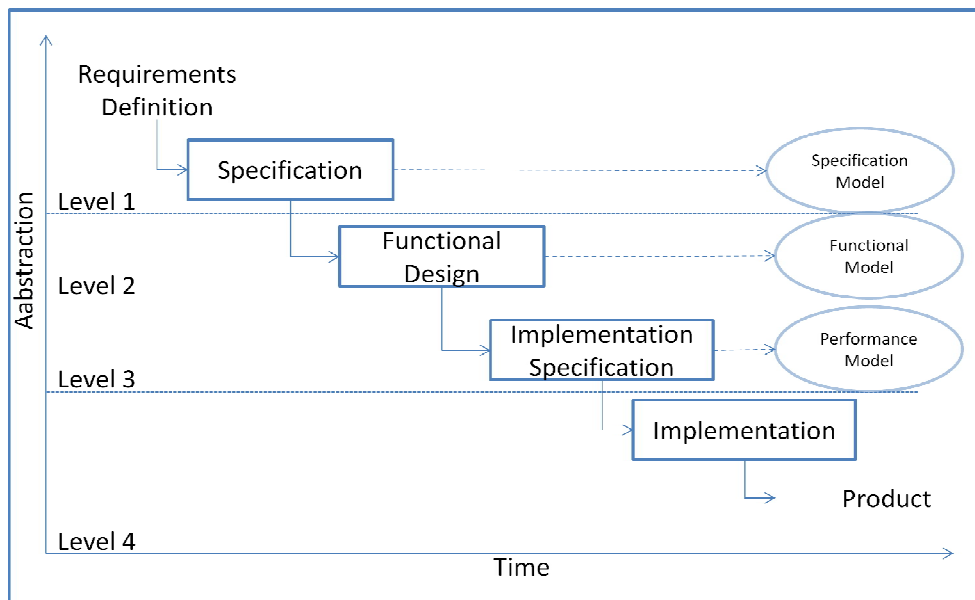 Requirements
Definition
Specification
Specification
Model
Level 1
Functional
Design
Functional
Model
Level 2
Aabstraction
Implementation
Specification
Performance
Model
Level 3
Implementation
Product
Level 4
Time